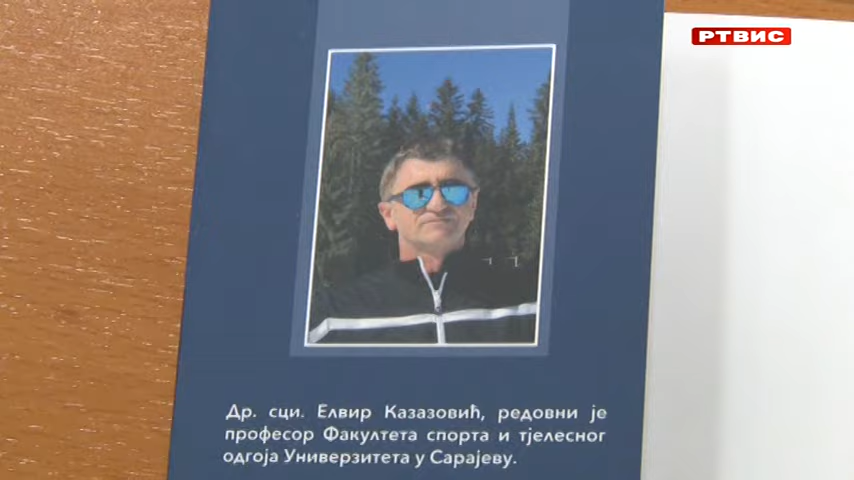 РТВИС
Др. сци. Елвир Казазовић, редовни је
професор Факултета спорта и тјелесног
одгоја Универзитета у Сарајеву.